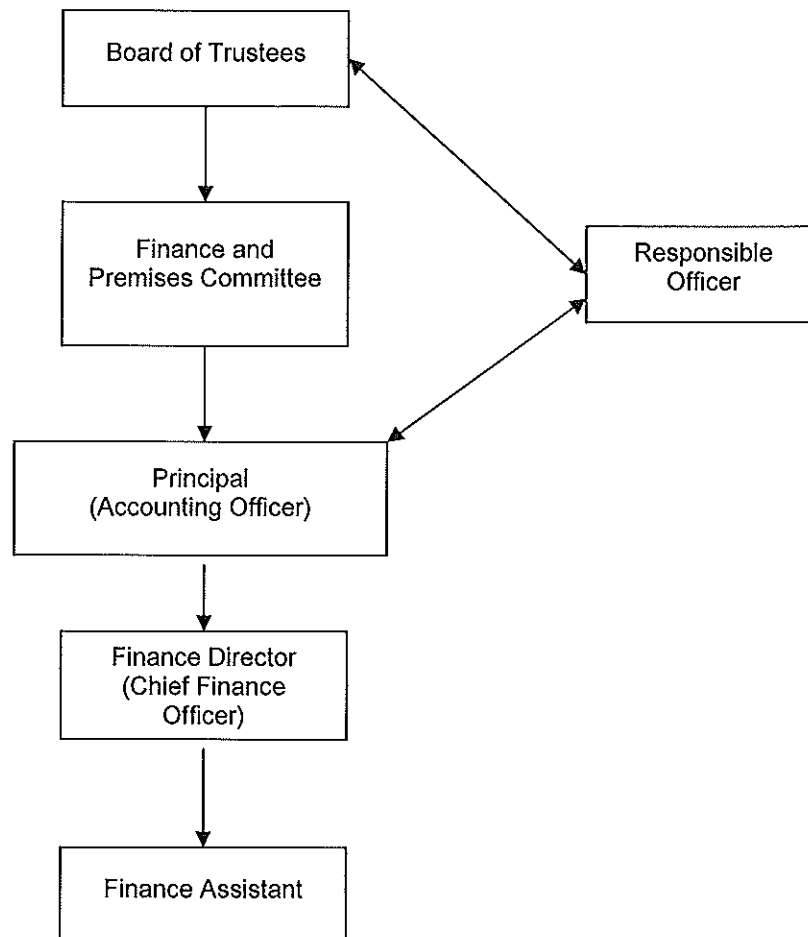 Board of Trustees
Finance and
Premises Committee
Responsible
Officer
Principal
(Accounting Officer)
Finance Director
(Chief Finance
Officer)
Finance Assistant